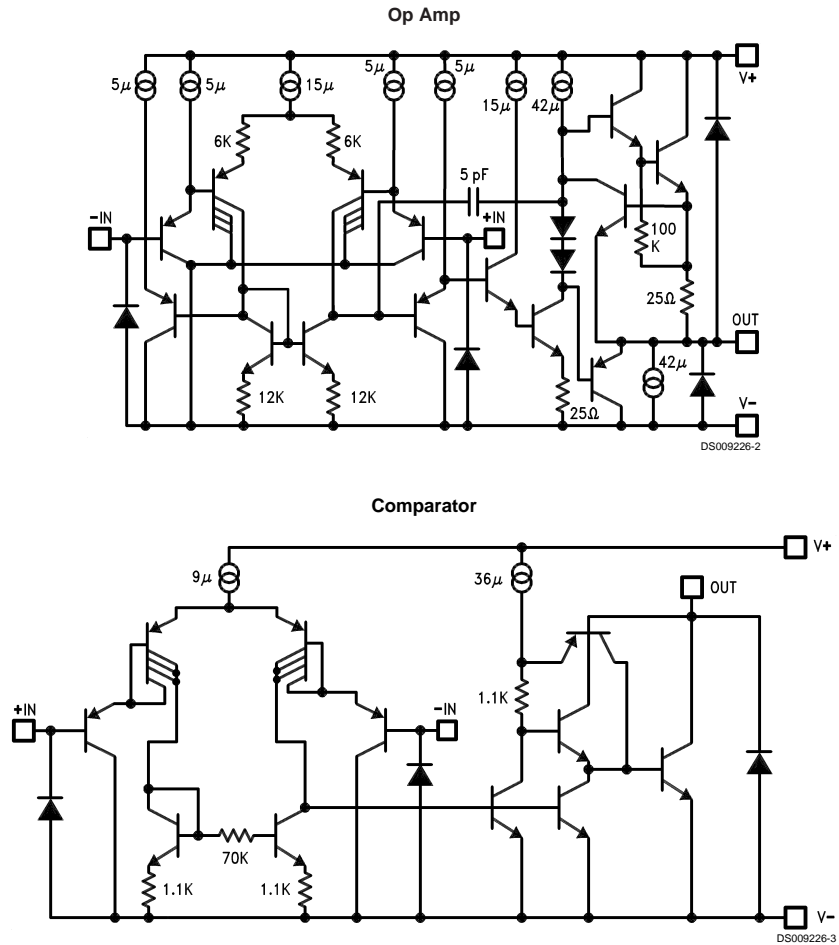 Op Amp
5μ 5μ 15μ 5μ 5μ 15μ 42μ V+
6K 6K
5 pF
-IN +IN
100
K
25Ω
OUT
42μ
12K 12K 25Ω
V-
DS009226-2
Comparator
9μ 36μ V+
OUT
1.1K
+IN -IN
70K
1.1K 1.1K
V-
DS009226-3